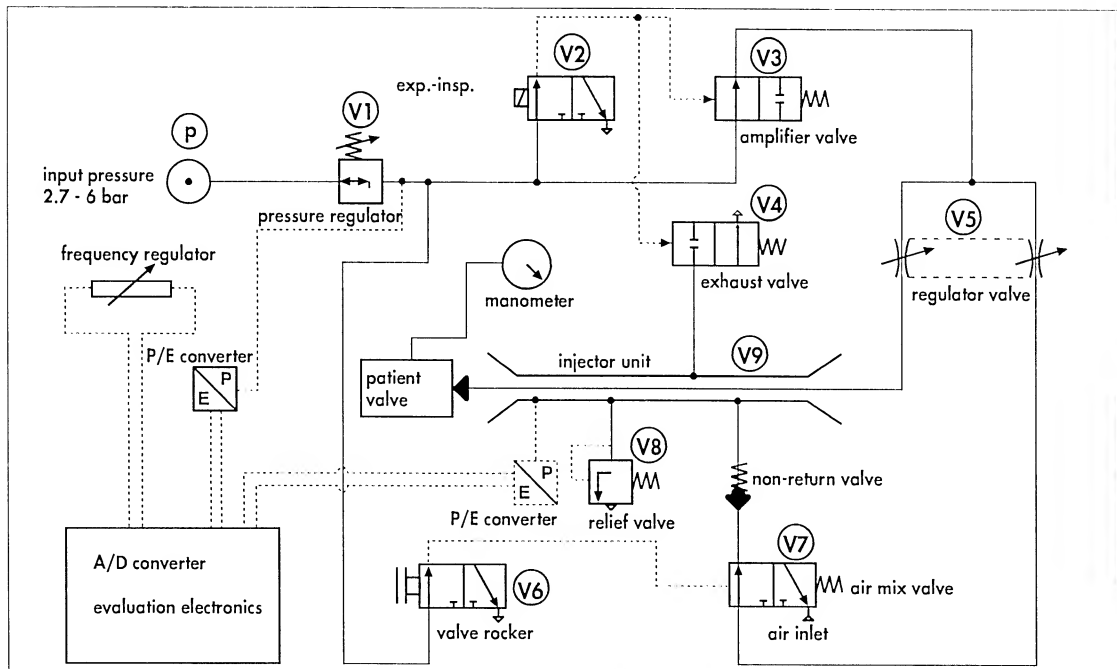 V2
V3
exp.-insp.
V1
amplifier valve
p
input pressure
2.7 - 6 bar
pressure regulator
V4
V5
frequency regulator
exhaust valve
regulator valve
manometer
P/E converter
injector unit
V9
P
E
patient
valve
V8
P
E
non-return valve
P/E converter
relief valve
A/D converter
evaluation electronics
V7
V6
air mix valve
valve rocker
air inlet